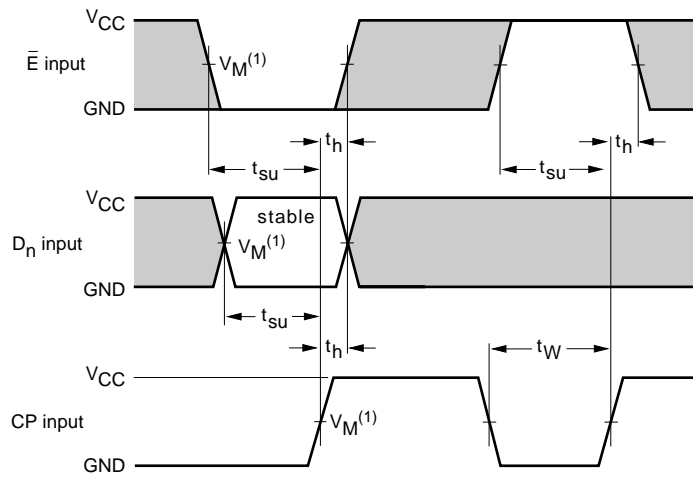 VCC
Ē input
VM(1)
GND
th
tsu
tsu
th
VCC
stable
Dn input
VM(1)
GND
tsu
th
tW
VCC
CP input
VM(1)
GND